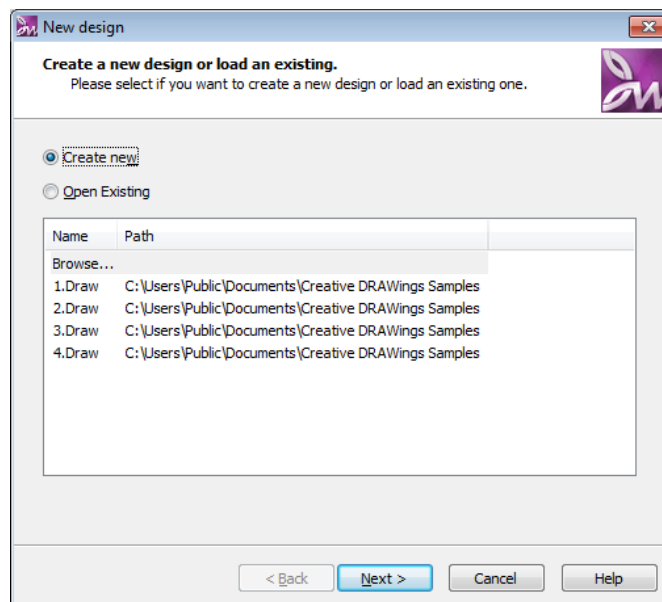 New design
Create a new design or load an existing.
Please select if you want to create a new design or load an existing one.
Create new
Open Existing
Name Path
Browse...
1.Draw C:\Users\Public\Documents\Creative DRAWings Samples
2.Draw C:\Users\Public\Documents\Creative DRAWings Samples
3.Draw C:\Users\Public\Documents\Creative DRAWings Samples
4.Draw C:\Users\Public\Documents\Creative DRAWings Samples
< Back Next > Cancel Help